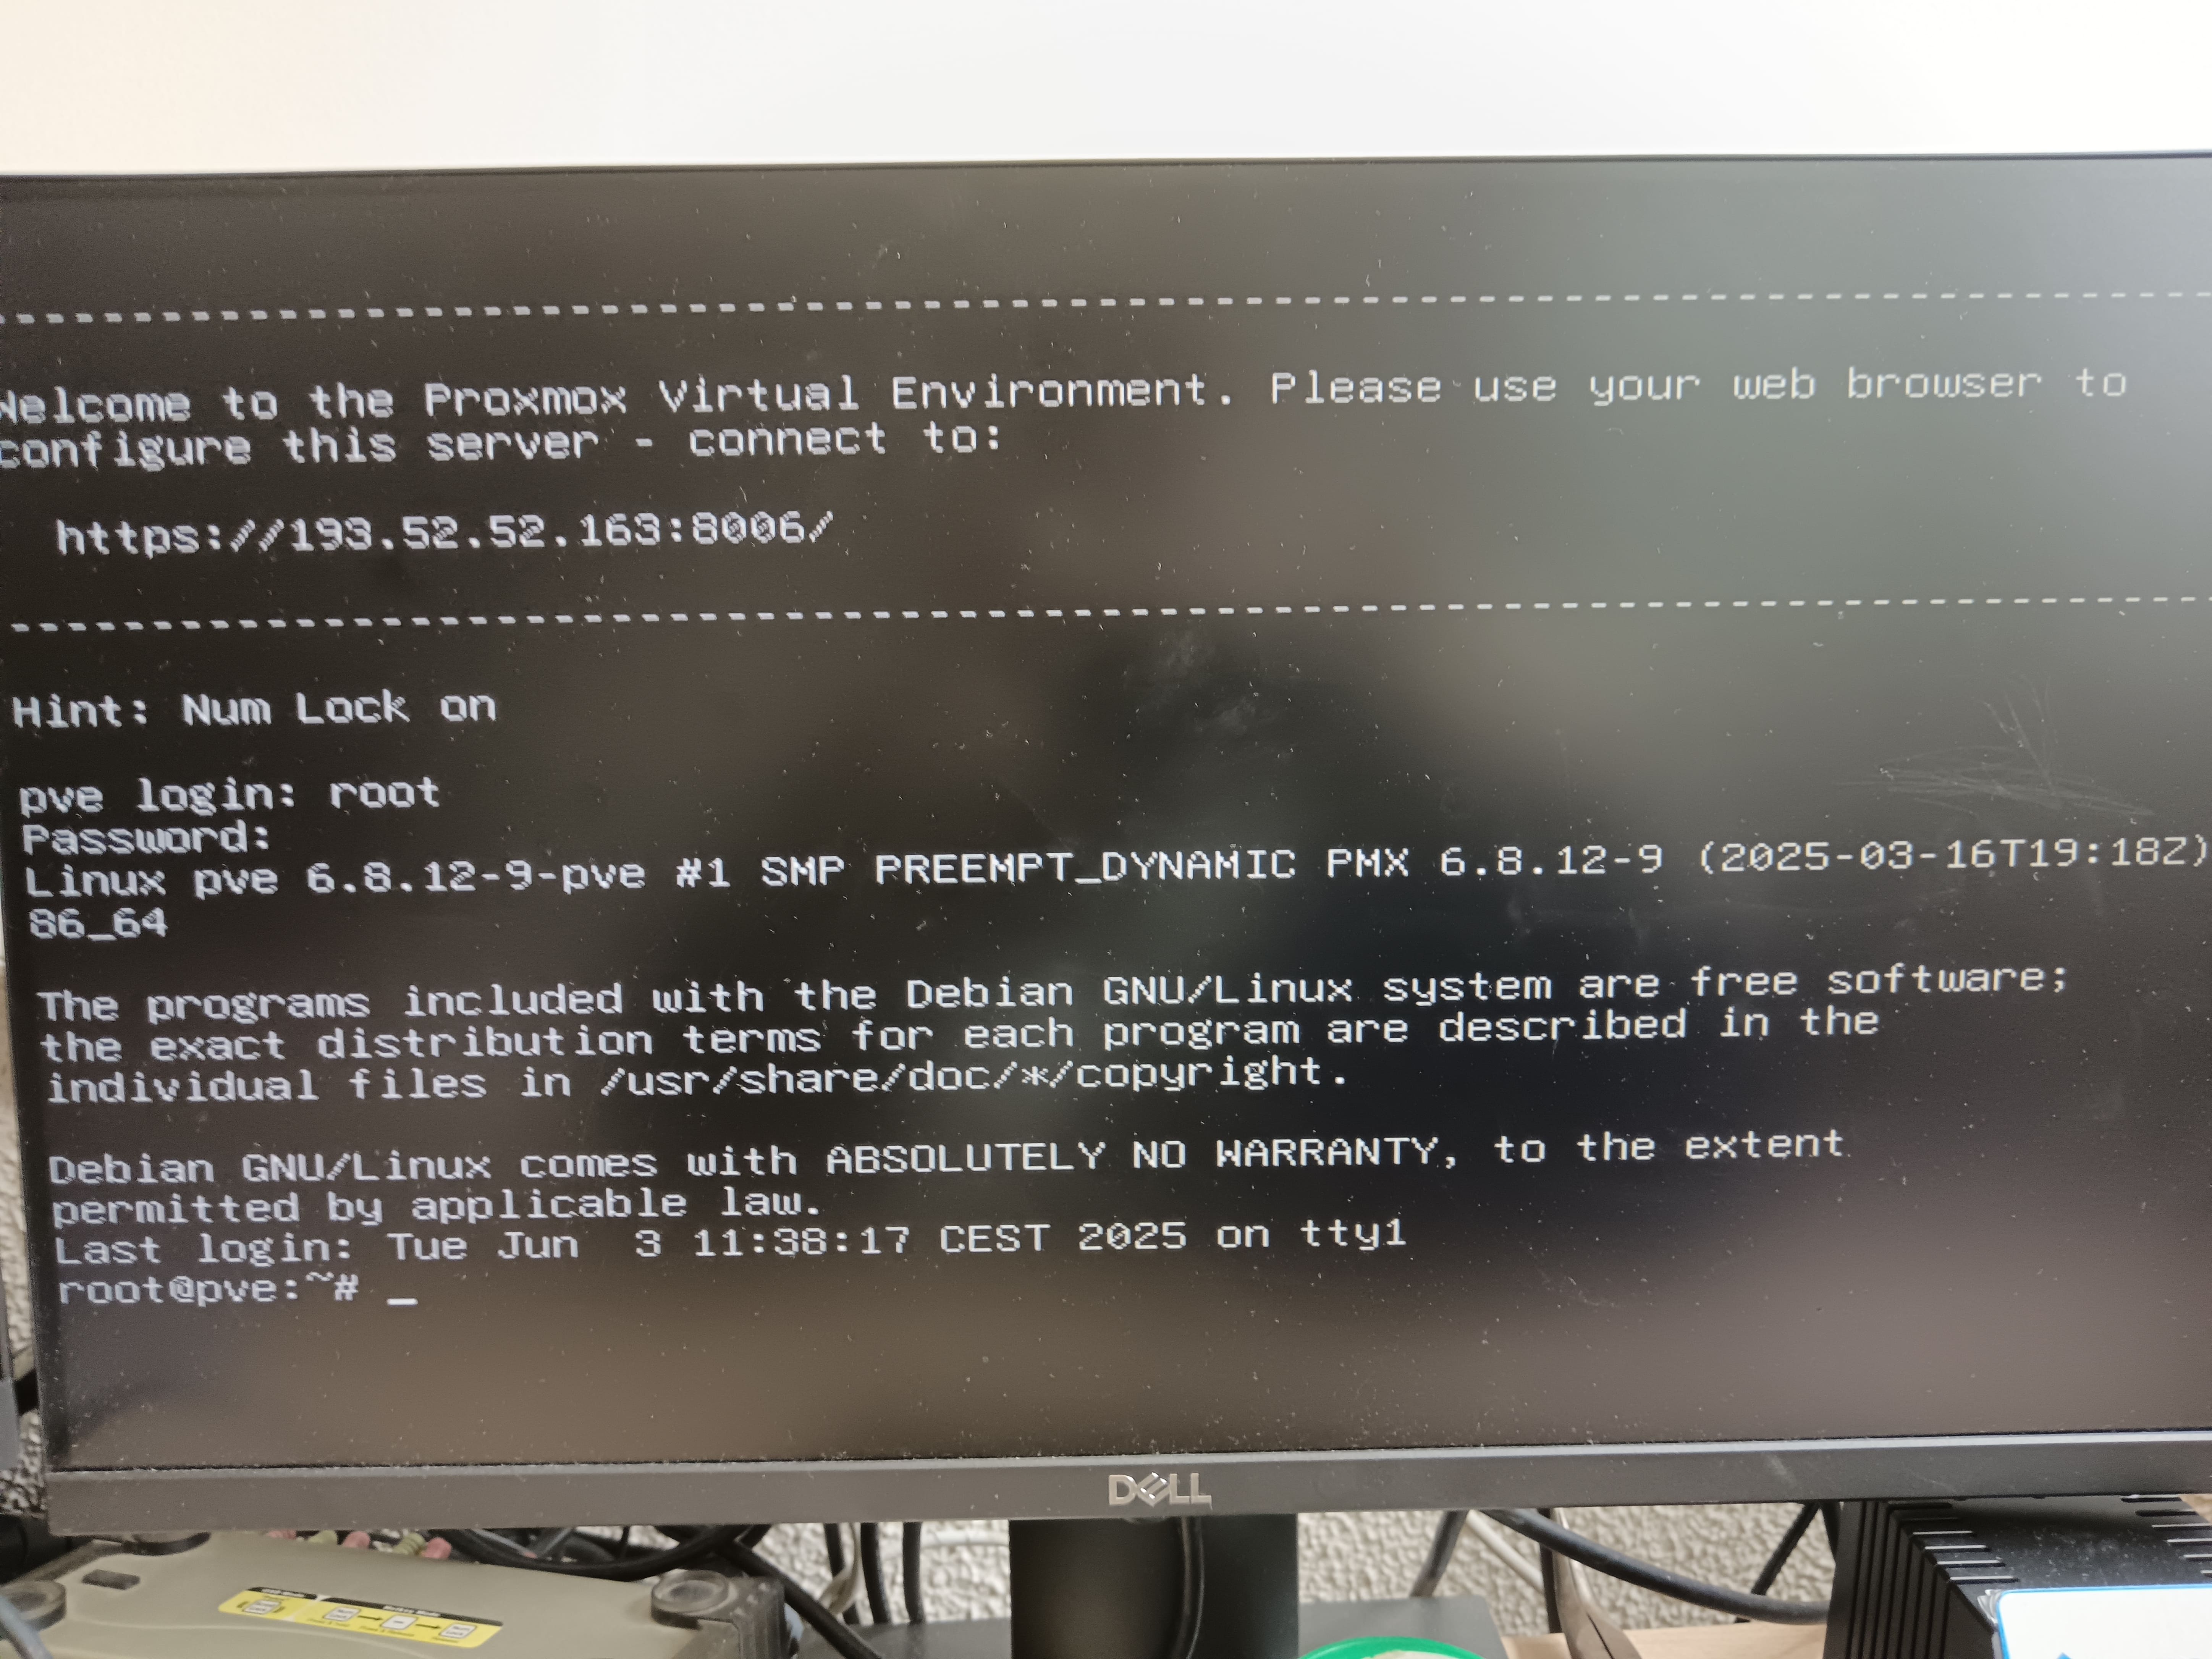 Welcome to the Proxmox Virtual Environment. Please use your web browser to
configure this server - connect to:
https://193.52.52.163:8006/
Hint: Num Lock on
pve login: root
Password:
Linux pve 6.8.12-9-pve #1 SMP PREEMPT_DYNAMIC PMX 6.8.12-9 (2025-03-16T19:18Z)
86_64
The programs included with the Debian GNU/Linux system are free software;
the exact distribution terms for each program are described in the
individual files in /usr/share/doc/*/copyright.
Debian GNU/Linux comes with ABSOLUTELY NO WARRANTY, to the extent
permitted by applicable law.
Last login: Tue Jun  3 11:38:17 CEST 2025 on tty1
root@pve:~# _
DELL